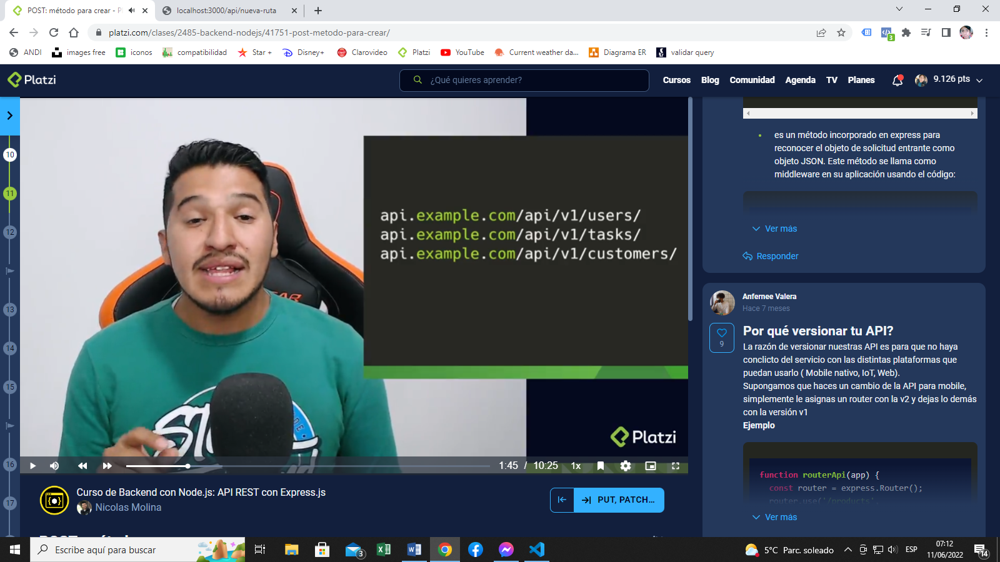 POST: método para crear - P
localhost:3000/api/nueva-ruta
platzi.com/clases/2485-backend-nodejs/41751-post-metodo-para-crear/
3
ANDI
images free
iconos
compatibilidad
Star +
Disney+
Clarovideo
Platzi
YouTube
Current weather da...
Diagrama ER
validar query
Platzi
¿Qué quieres aprender?
Cursos
Blog
Comunidad
Agenda
TV
Planes
9.126 pts
10
11
12
13
14
15
16
17
api.example.com/api/v1/users/
api.example.com/api/v1/tasks/
api.example.com/api/v1/customers/
Platzi
1:45 / 10:25
1x
Curso de Backend con Node.js: API REST con Express.js
Nicolas Molina
PUT, PATCH...
es un método incorporado en express para
reconocer el objeto de solicitud entrante como
objeto JSON. Este método se llama como
middleware en su aplicación usando el código:
Ver más
Responder
Anfernee Valera
Hace 7 meses
9
Por qué versionar tu API?
La razón de versionar nuestras API es para que no haya
conclicto del servicio con las distintas plataformas que
puedan usarlo ( Mobile nativo, IoT, Web).
Supongamos que haces un cambio de la API para mobile,
simplemente le asignas un router con la v2 y dejas lo demás
con la versión v1
Ejemplo
function routerApi(app) {
const router = express.Router();
router.use('/products',
Ver más
Escribe aquí para buscar
3
5°C Parc. soleado
ESP
07:12
11/06/2022
14